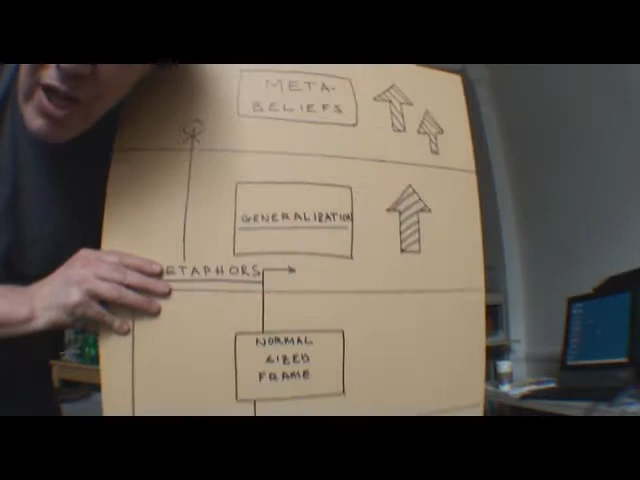 META-
BELIEFS
GENERALIZATION
ETAPHORS
NORMAL
SIZED
FRAME